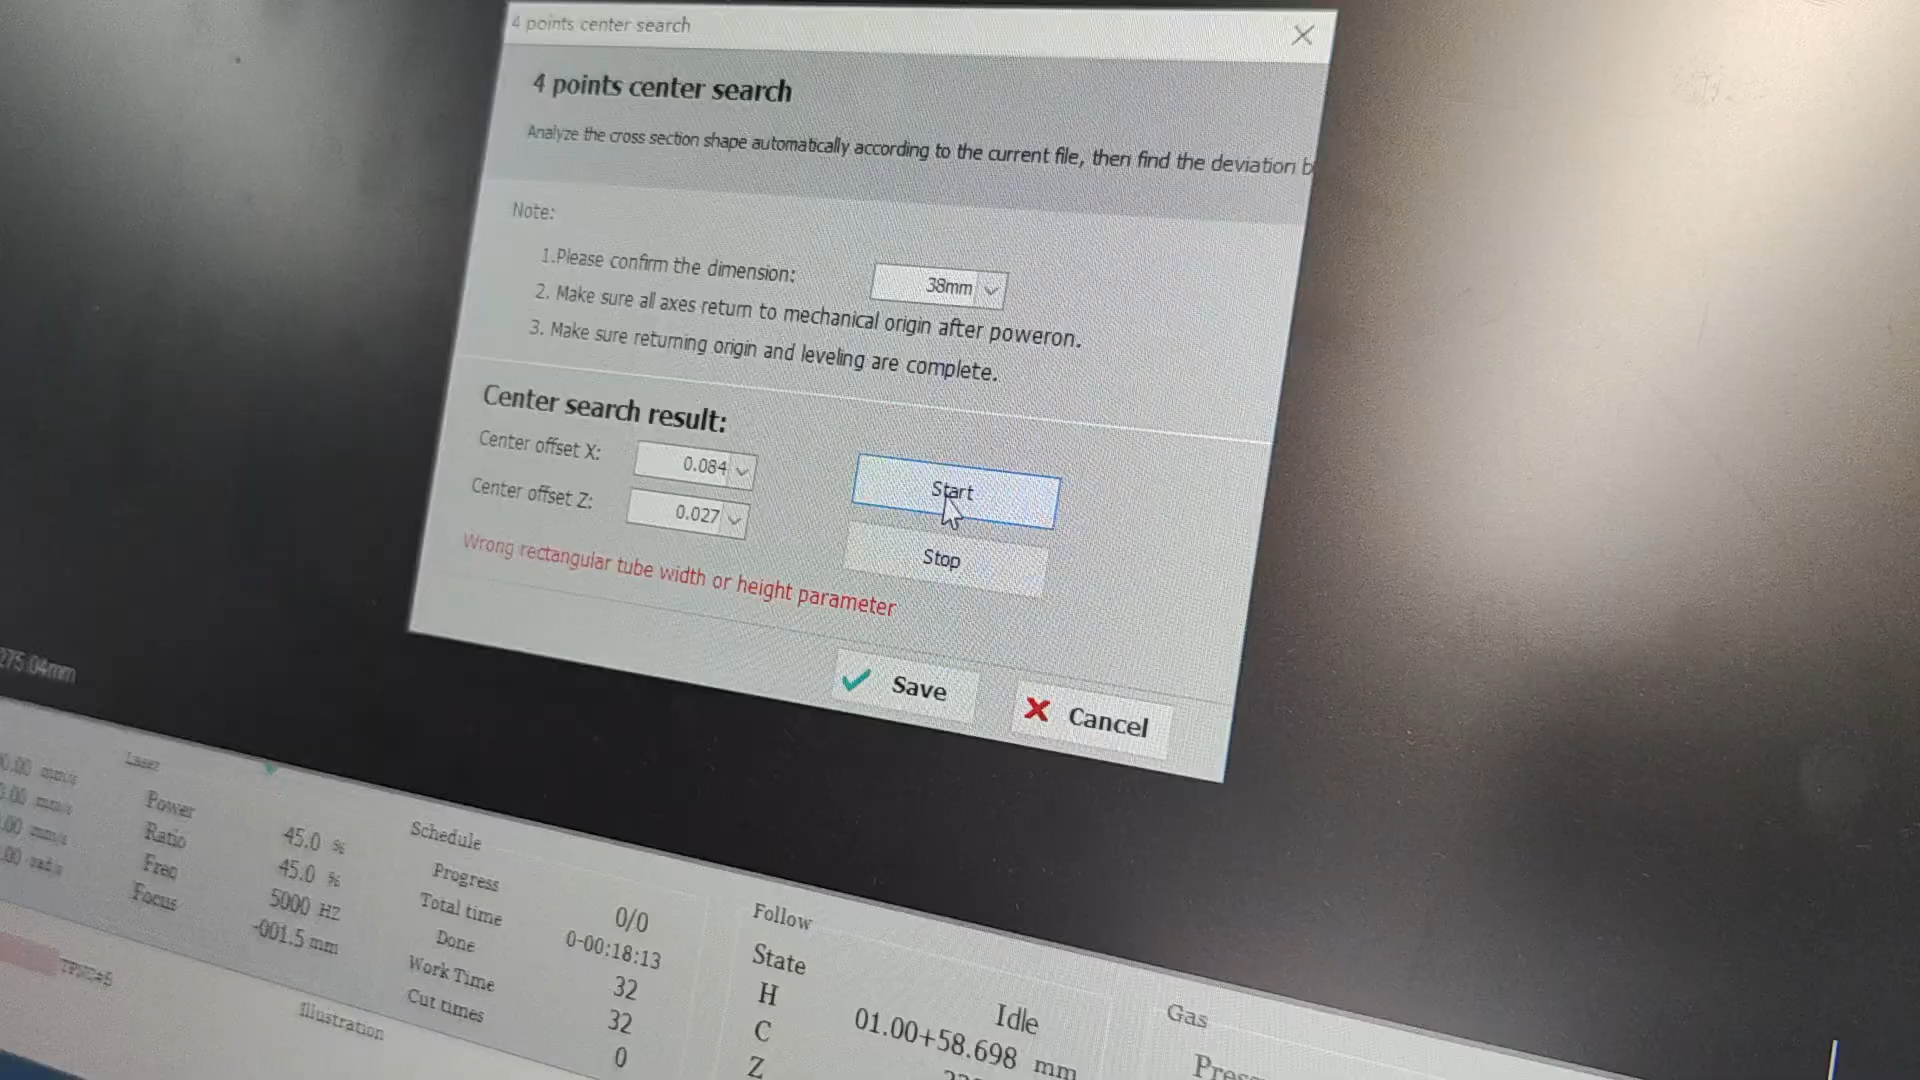 4 points center search
4 points center search
Analyze the cross section shape automatically according to the current file, then find the deviation b
Note:
1.Please confirm the dimension:
38mm
2. Make sure all axes return to mechanical origin after poweron.
3. Make sure returning origin and leveling are complete.
Center search result:
Center offset X:
0.084
Start
Center offset Z:
0.027
Stop
Wrong rectangular tube width or height parameter
Save
Cancel
275.04mm
Laser
Power
45.0 %
Ratio
45.0 %
Freq
5000 HZ
Focus
-001.5 mm
Schedule
Progress
0/0
Total time
0-00:18:13
Done
32
Work Time
32
Cut times
0
Follow
State
Idle
H
01.00+58.698 mm
C
Z
Gas
Press
illustration